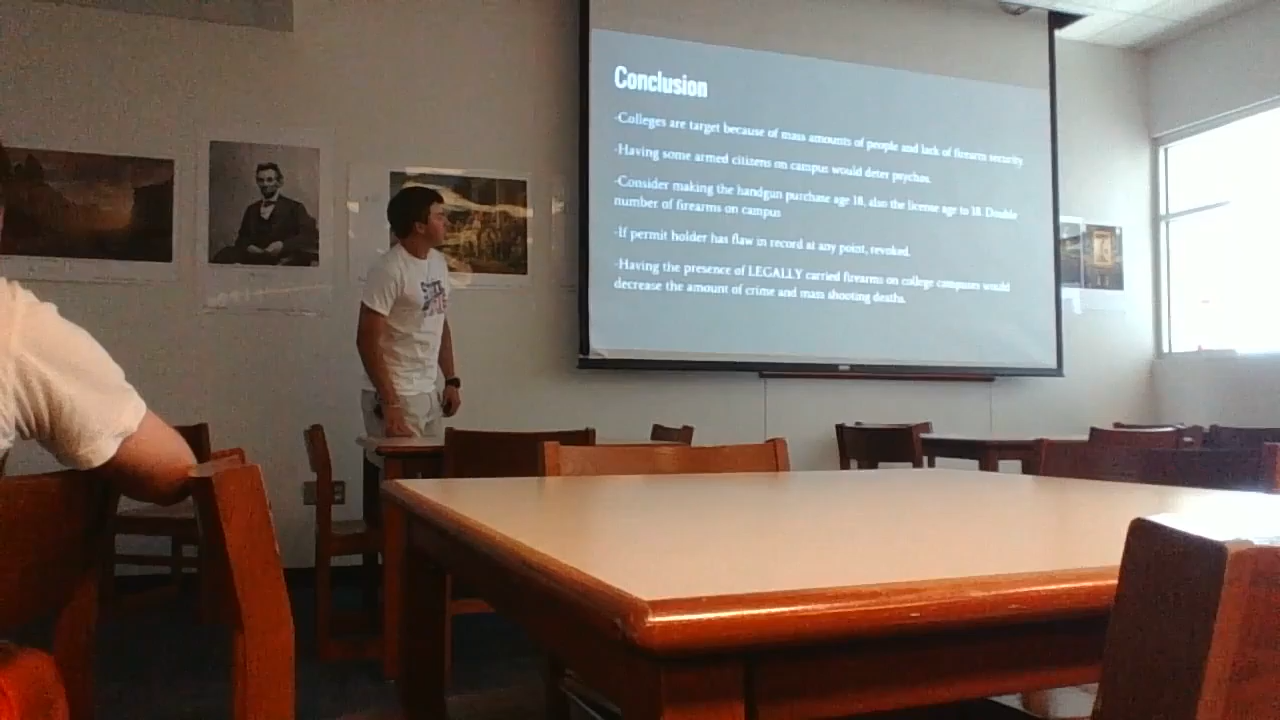 Conclusion
-Colleges are target because of mass amounts of people and lack of firearm security
-Having some armed citizens on campus would deter psychos.
-Consider making the handgun purchase age 18, also the license age to 18. Double
number of firearms on campus
-If permit holder has flaw in record at any point, revoked.
-Having the presence of LEGALLY carried firearms on college campuses would
decrease the amount of crime and mass shooting deaths.